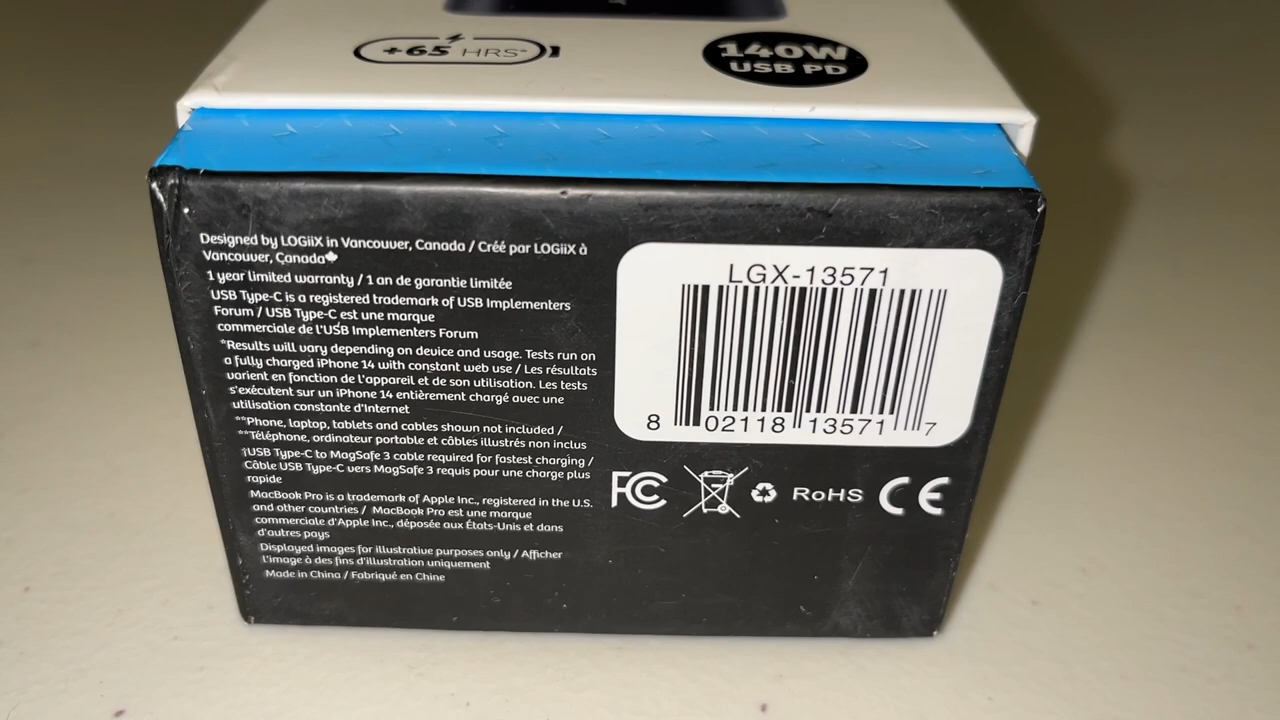 +65 HRS*
140W
USB PD
Designed by LOGiiX in Vancouver, Canada / Créé par LOGiiX à
Vancouver, Canada
1 year limited warranty / 1 an de garantie limitée
USB Type-C is a registered trademark of USB Implementers
Forum / USB Type-C est une marque
commerciale de l'USB Implementers Forum
*Results will vary depending on device and usage. Tests run on
a fully charged iPhone 14 with constant web use / Les résultats
varient en fonction de l'appareil et de son utilisation. Les tests
s'exécutent sur un iPhone 14 entièrement chargé avec une
utilisation constante d'Internet
**Phone, laptop, tablets and cables shown not included /
**Téléphone, ordinateur portable et câbles illustrés non inclus
†USB Type-C to MagSafe 3 cable required for fastest charging /
Câble USB Type-C vers MagSafe 3 requis pour une charge plus
rapide
MacBook Pro is a trademark of Apple Inc., registered in the U.S.
and other countries / MacBook Pro est une marque
commerciale d'Apple Inc., déposée aux États-Unis et dans
d'autres pays
Displayed images for illustrative purposes only / Afficher
l'image à des fins d'illustration uniquement
Made in China / Fabriqué en Chine
LGX-13571
8 02118 13571 7
FC RoHS CE